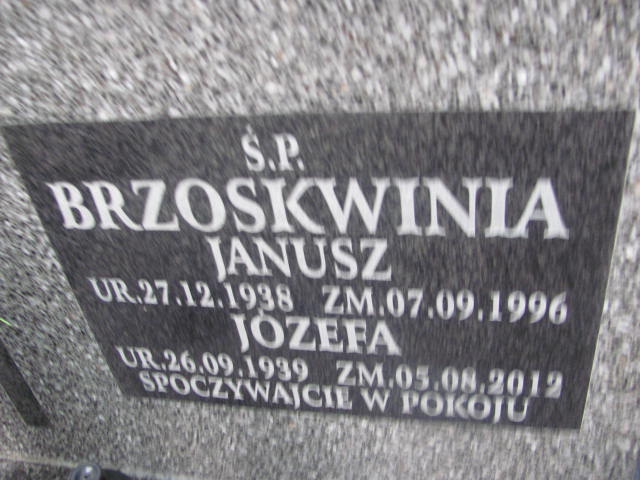 Ś.P.
BRZOSKWINIA
JANUSZ
UR.27.12.1938 ZM.07.09.1996
JÓZEFA
UR.26.09.1939 ZM.05.08.2012
SPOCZYWAJCIE W POKOJU